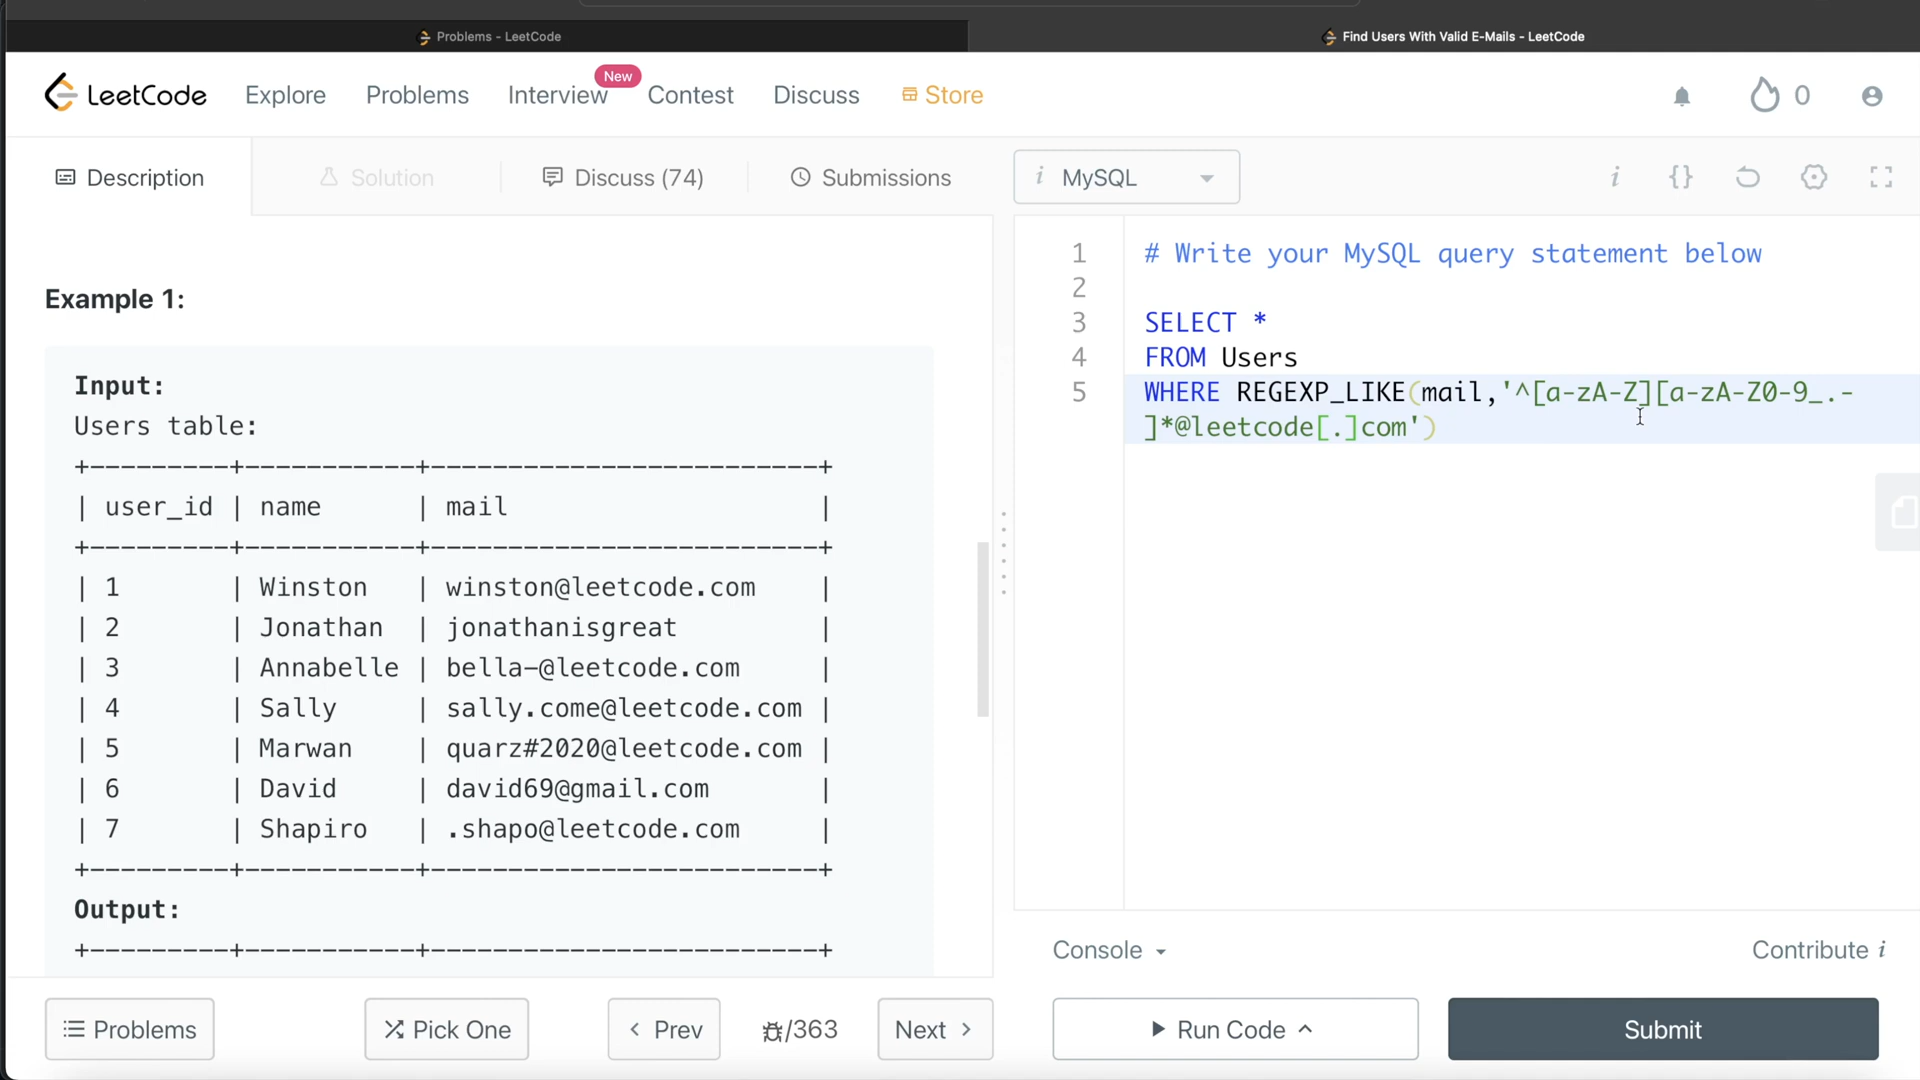 Problems - LeetCode
Find Users With Valid E-Mails - LeetCode
LeetCode
Explore
Problems
Interview
New
Contest
Discuss
Store
0
Description
Solution
Discuss (74)
Submissions
i MySQL
i
{}
Example 1:
Input:
Users table:
+---------+-----------+-------------------------+
| user_id | name      | mail                    |
+---------+-----------+-------------------------+
| 1       | Winston   | winston@leetcode.com    |
| 2       | Jonathan  | jonathanisgreat         |
| 3       | Annabelle | bella-@leetcode.com     |
| 4       | Sally     | sally.come@leetcode.com |
| 5       | Marwan    | quarz#2020@leetcode.com |
| 6       | David     | david69@gmail.com       |
| 7       | Shapiro   | .shapo@leetcode.com     |
+---------+-----------+-------------------------+
Output:
+---------+-----------+-------------------------+
1 # Write your MySQL query statement below
2
3 SELECT *
4 FROM Users
5 WHERE REGEXP_LIKE(mail,'^[a-zA-Z][a-zA-Z0-9_.-
]*@leetcode[.]com')
Console
Contribute i
Problems
Pick One
Prev
/363
Next
Run Code
Submit